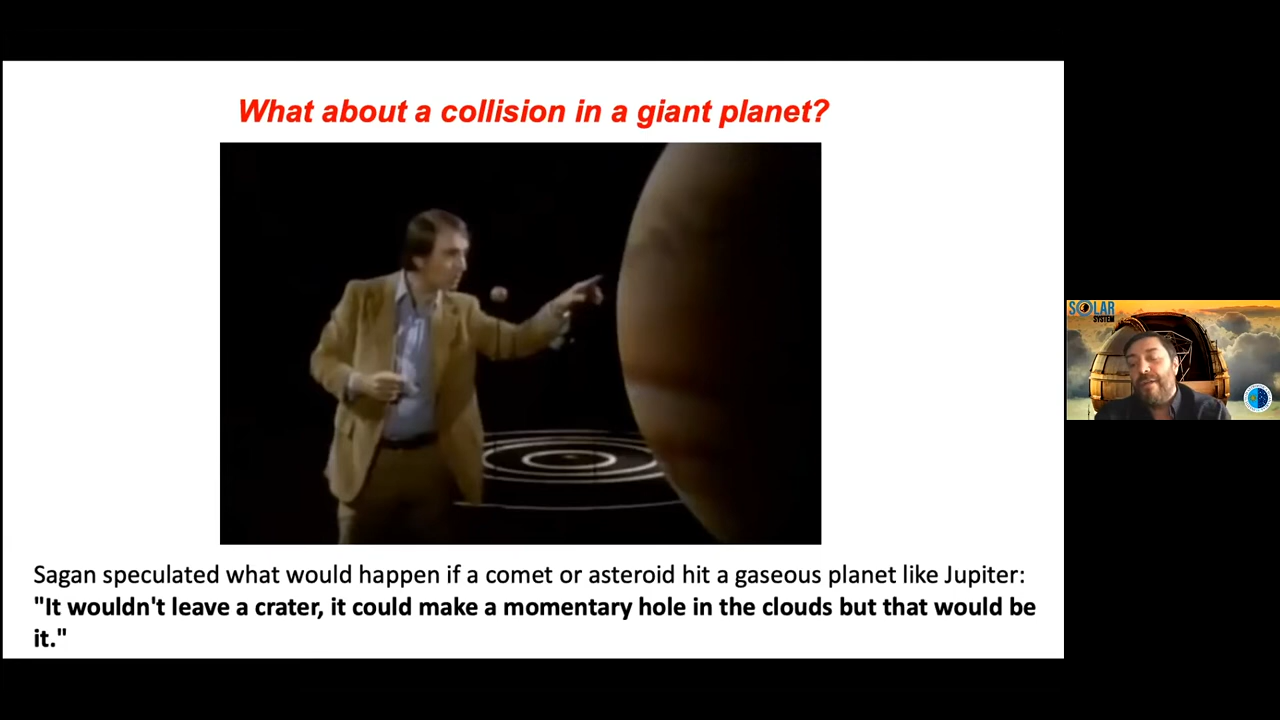 What about a collision in a giant planet?
Sagan speculated what would happen if a comet or asteroid hit a gaseous planet like Jupiter:
"It wouldn't leave a crater, it could make a momentary hole in the clouds but that would be
it."
SOLAR
SYSTEM